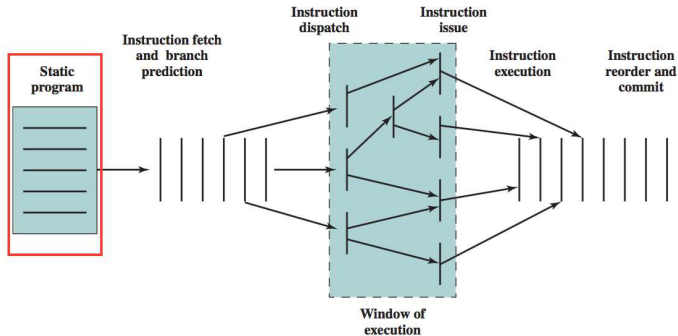 Instruction
dispatch
Instruction
issue
Instruction fetch
and branch
prediction
Instruction
execution
Instruction
reorder and
commit
Static
program
Window of
execution